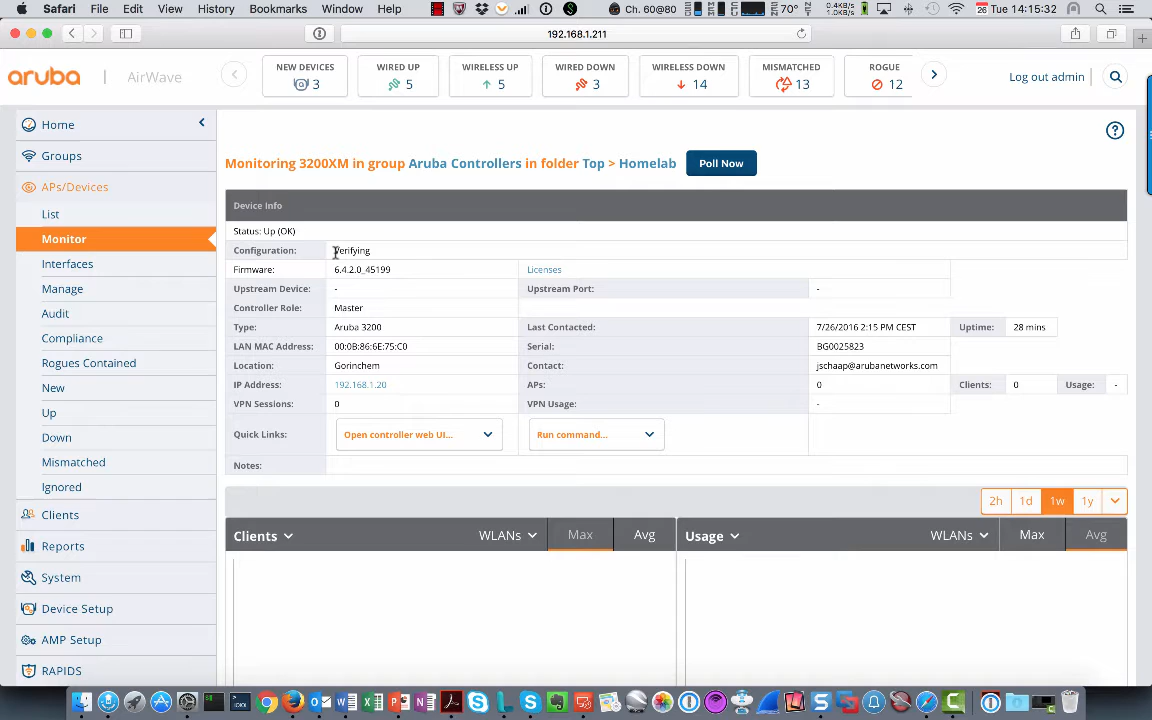 Safari File Edit View History Bookmarks Window Help Ch. 60@80 70° 0.4KB/s 1.0KB/s 26 Tue 14:15:32
192.168.1.211
aruba AirWave
NEW DEVICES 3
WIRED UP 5
WIRELESS UP 5
WIRED DOWN 3
WIRELESS DOWN 14
MISMATCHED 13
ROGUE 12
Log out admin
Home
Groups
APs/Devices
List
Monitor
Interfaces
Manage
Audit
Compliance
Rogues Contained
New
Up
Down
Mismatched
Ignored
Clients
Reports
System
Device Setup
AMP Setup
RAPIDS
Monitoring 3200XM in group Aruba Controllers in folder Top > Homelab Poll Now
Device Info
Status: Up (OK)
Configuration: Verifying
Firmware: 6.4.2.0_45199 Licenses
Upstream Device: - Upstream Port: -
Controller Role: Master
Type: Aruba 3200 Last Contacted: 7/26/2016 2:15 PM CEST Uptime: 28 mins
LAN MAC Address: 00:0B:86:6E:75:C0 Serial: BG0025823
Location: Gorinchem Contact: jschaap@arubanetworks.com
IP Address: 192.168.1.20 APs: 0 Clients: 0 Usage: -
VPN Sessions: 0 VPN Usage: -
Quick Links: Open controller web UI... Run command...
Notes:
2h 1d 1w 1y
Clients WLANs Max Avg
Usage WLANs Max Avg